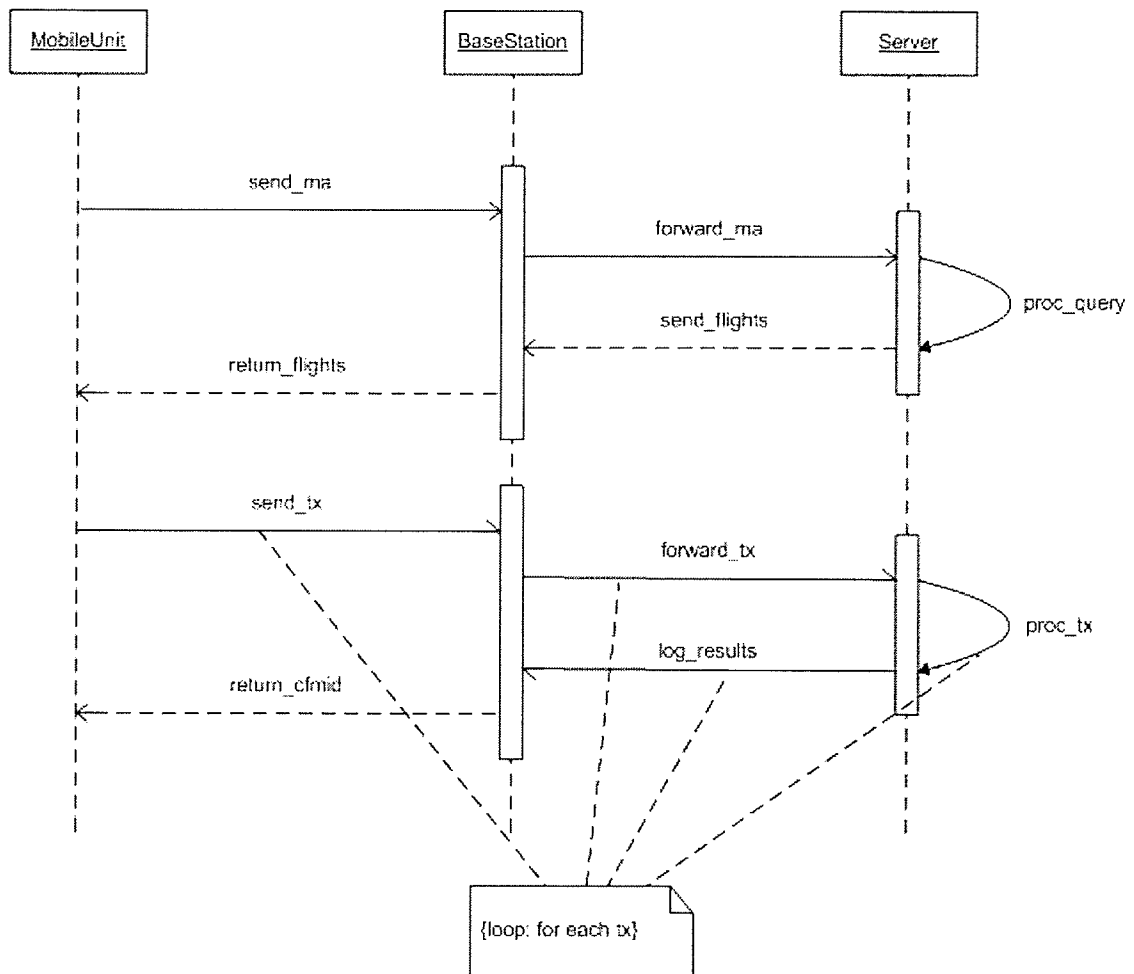 MobileUnit
BaseStation
Server
send_ma
forward_ma
proc_query
send_flights
return_flights
send_tx
forward_tx
proc_tx
log_results
return_cfmid
{loop: for each tx}